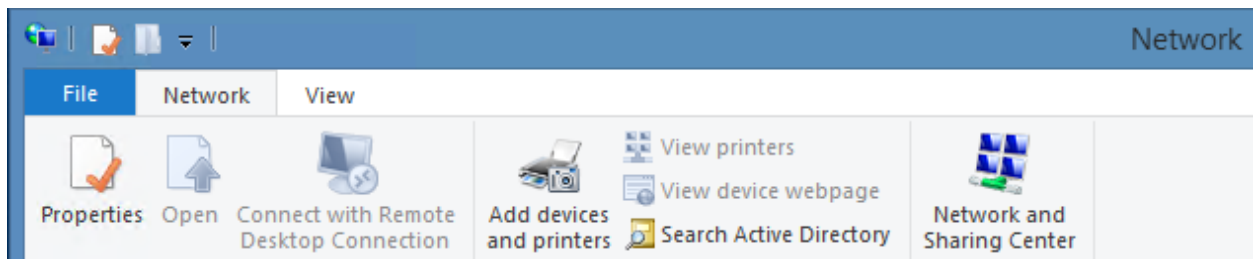 Network
File Network View
Properties
Open
Connect with Remote
Desktop Connection
Add devices
and printers
View printers
View device webpage
Search Active Directory
Network and
Sharing Center